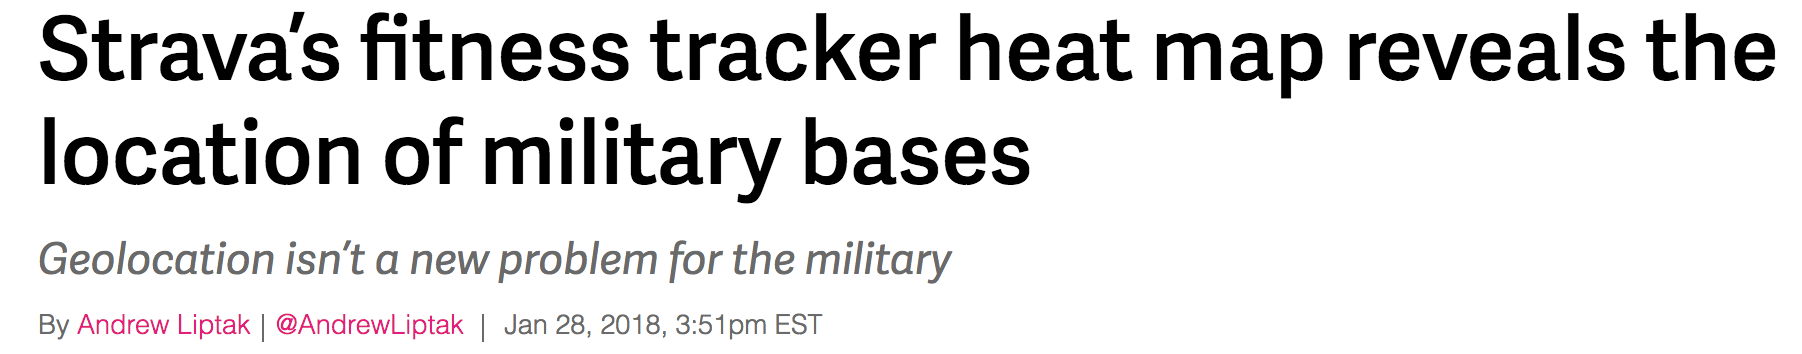 Strava’s fitness tracker heat map reveals the
location of military bases
Geolocation isn’t a new problem for the military
By Andrew Liptak | @AndrewLiptak | Jan 28, 2018, 3:51pm EST